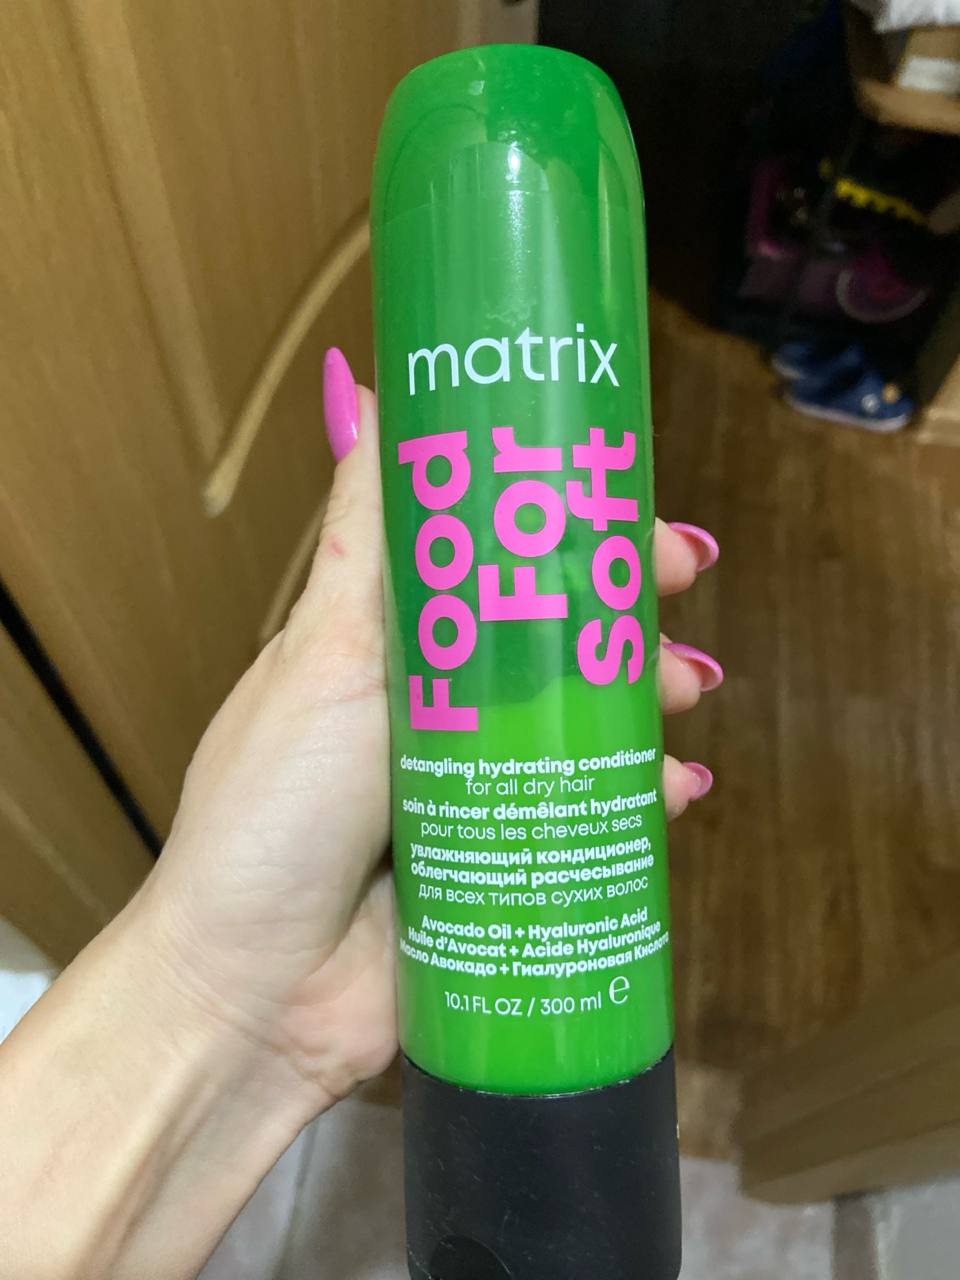 matrix
Food
For
Soft
detangling hydrating conditioner
for all dry hair
soin à rincer démêlant hydratant
pour tous les cheveux secs
увлажняющий кондиционер,
облегчающий расчесывание
для всех типов сухих волос
Avocado Oil + Hyaluronic Acid
Huile d'Avocat + Acide Hyaluronique
Масло Авокадо + Гиалуроновая Кислота
10.1 FL OZ / 300 ml e